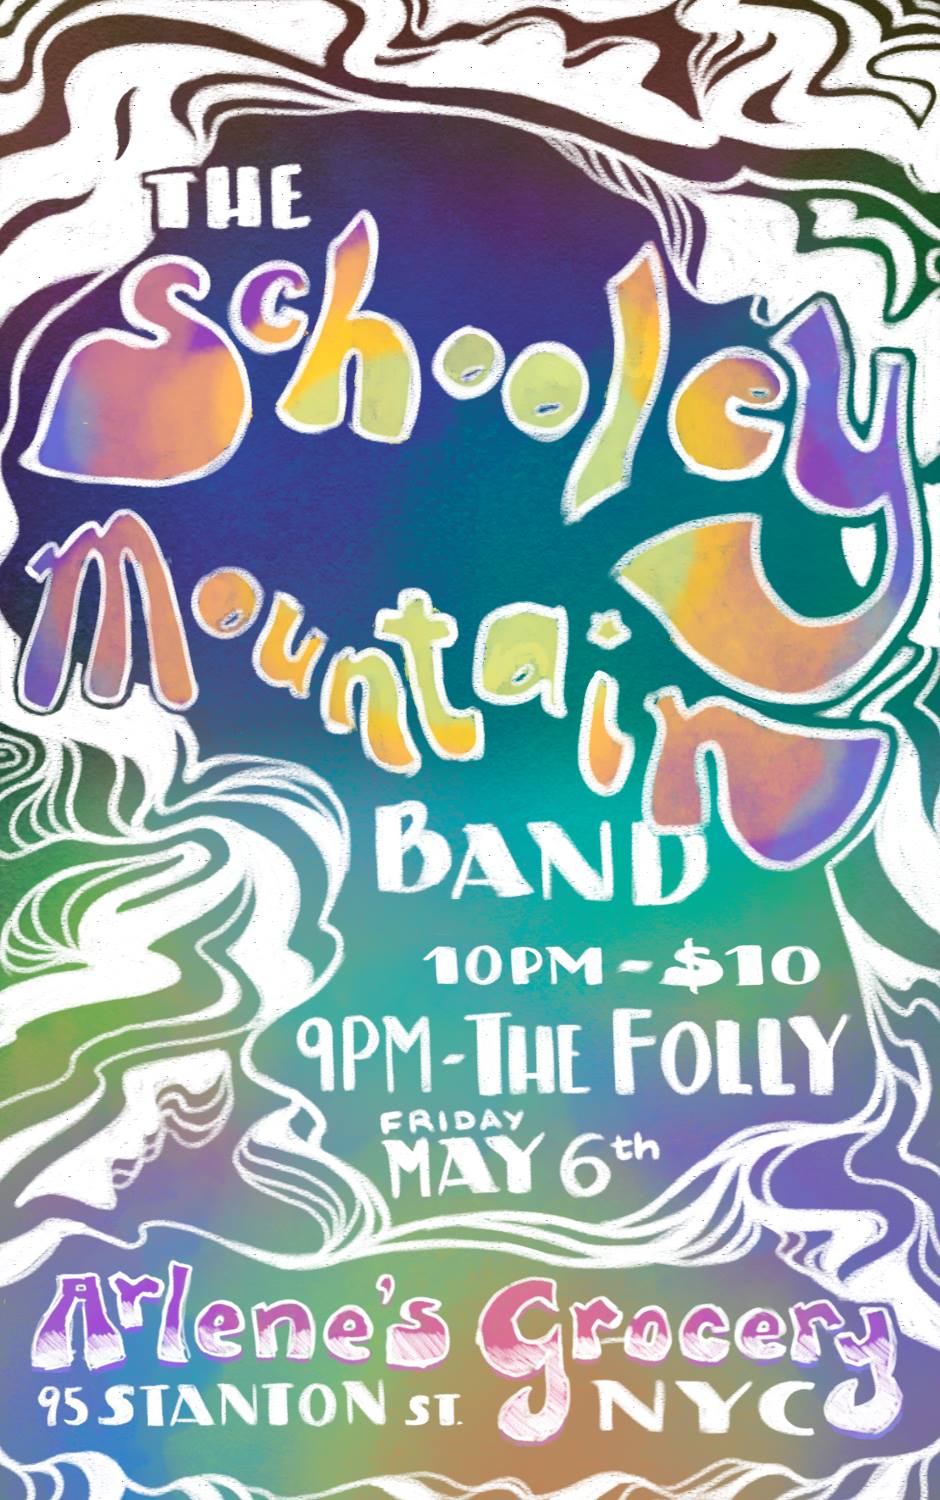 THE
Schooley
Mountain
BAND
10PM - $10
9PM - THE FOLLY
FRIDAY
MAY 6th
Arlene's Grocery
95 STANTON ST. NYC